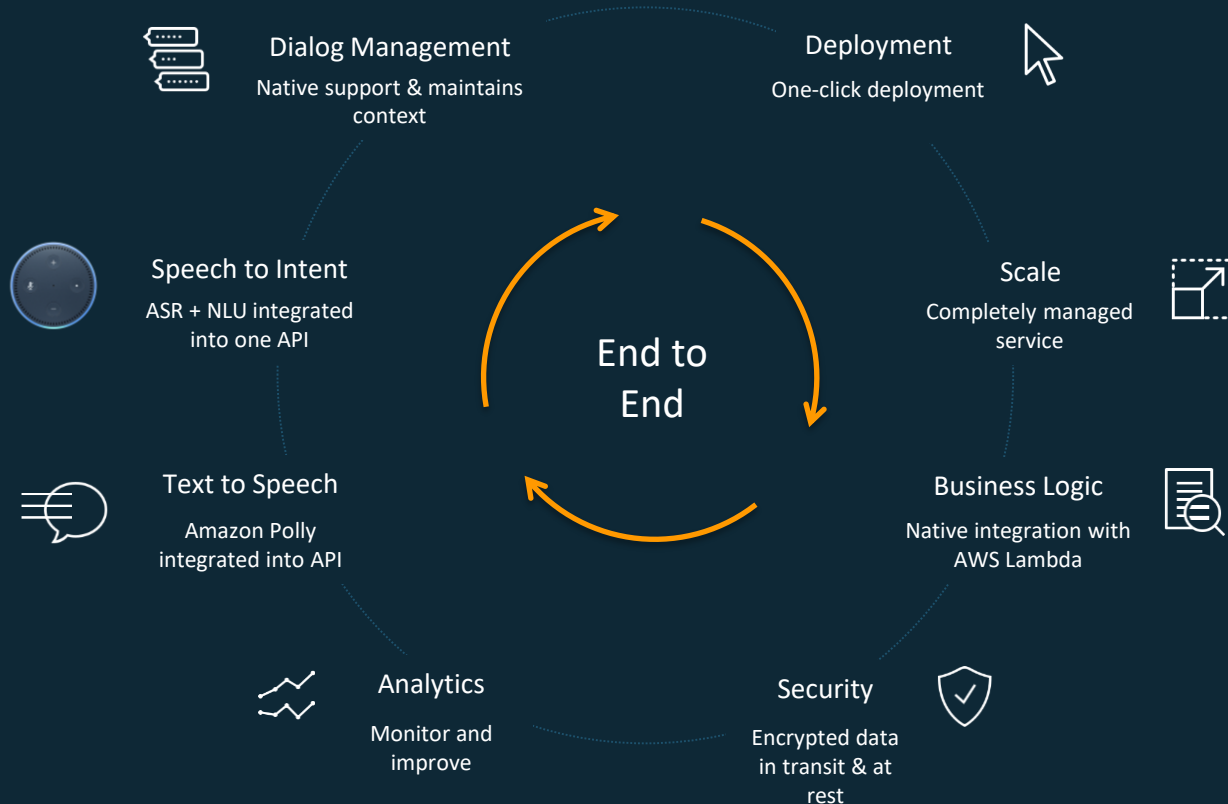 Dialog Management
Native support & maintains
context
Deployment
One-click deployment
Speech to Intent
ASR + NLU integrated
into one API
Scale
Completely managed
service
End to
End
Text to Speech
Amazon Polly
integrated into API
Business Logic
Native integration with
AWS Lambda
Analytics
Monitor and
improve
Security
Encrypted data
in transit & at
rest